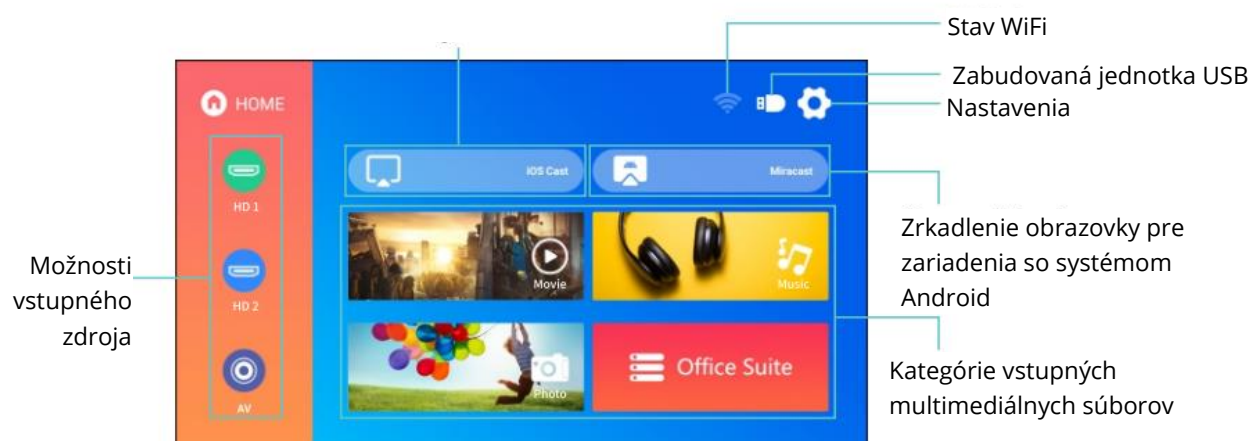 Stav WiFi
Zabudovaná jednotka USB
Nastavenia
HOME
iOS Cast
Miracast
HD 1
Zrkadlenie obrazovky pre
zariadenia so systémom
Android
Možnosti
vstupného
zdroja
HD 2
Movie
Music
Office Suite
Photo
AV
Kategórie vstupných
multimediálnych súborov